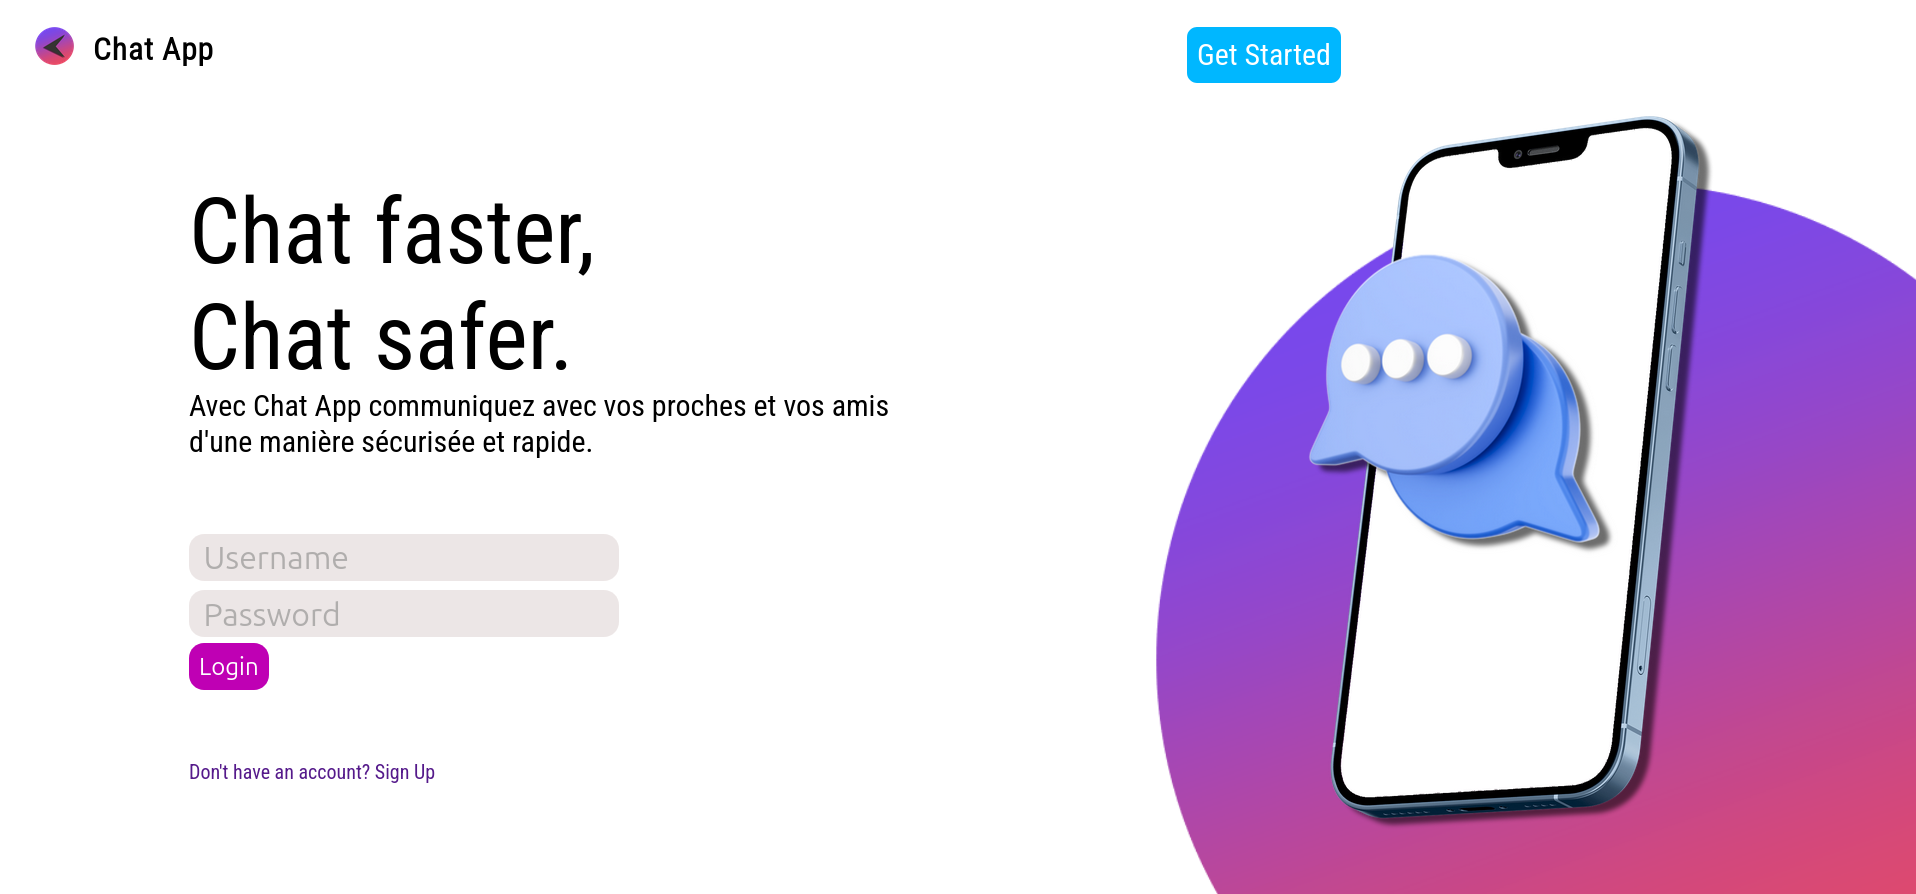 Chat App
Get Started
Chat faster,
Chat safer.
Avec Chat App communiquez avec vos proches et vos amis
d'une manière sécurisée et rapide.
Username
Password
Login
Don't have an account? Sign Up